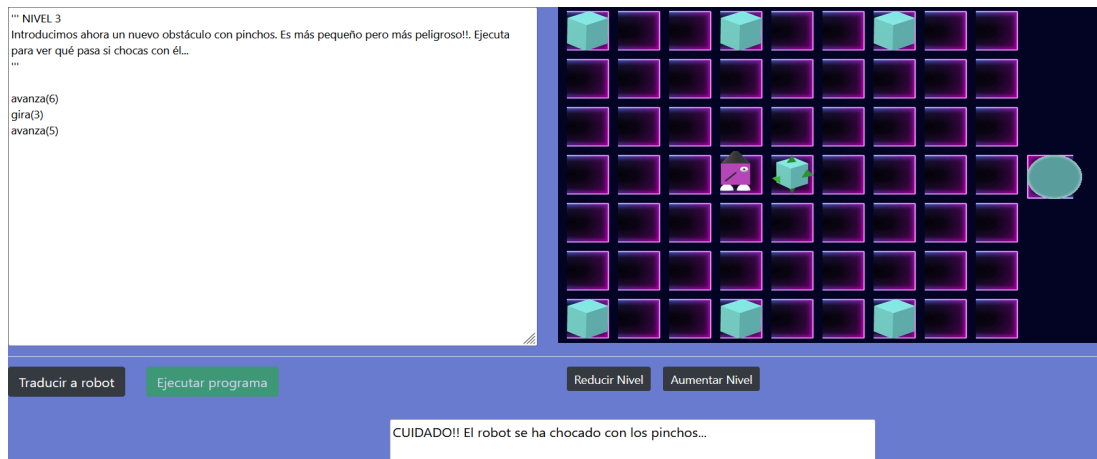 ''' NIVEL 3
Introducimos ahora un nuevo obstáculo con pinchos. Es más pequeño pero más peligroso!!. Ejecuta
para ver qué pasa si chocas con él...
'''
avanza(6)
gira(3)
avanza(5)
Traducir a robot
Ejecutar programa
Reducir Nivel
Aumentar Nivel
CUIDADO!! El robot se ha chocado con los pinchos...